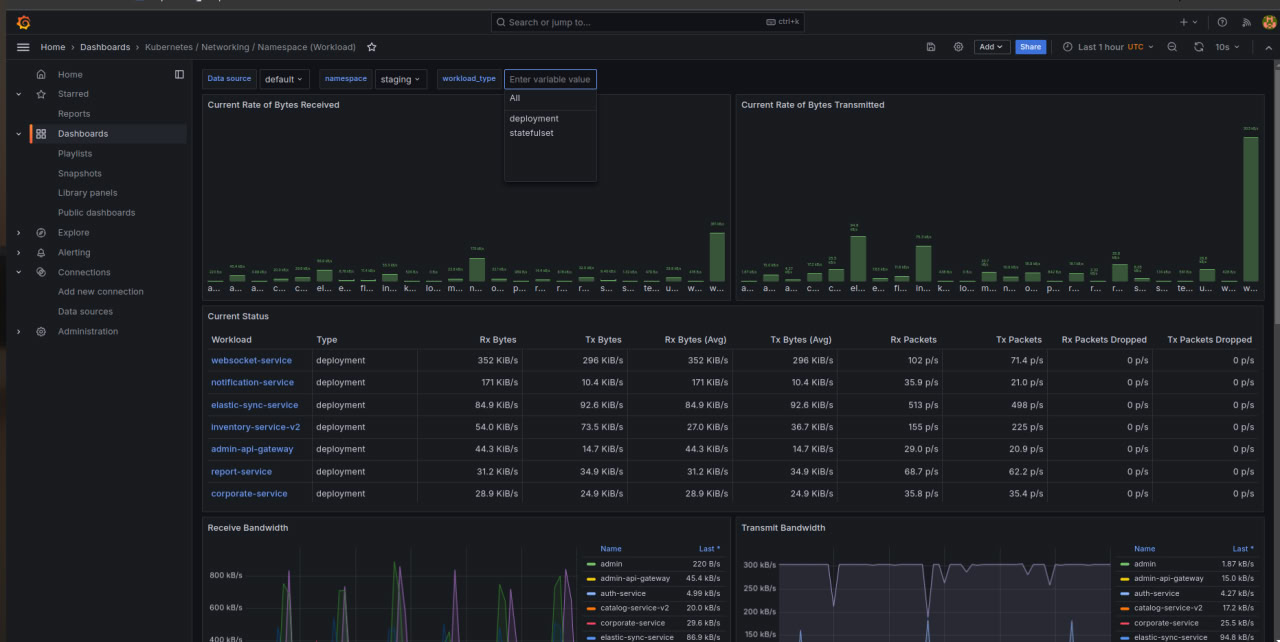 Search or jump to...
ctrl+k
Home › Dashboards › Kubernetes / Networking / Namespace (Workload)
Add
Share
Last 1 hour UTC
10s
Home
Starred
Reports
Dashboards
Playlists
Snapshots
Library panels
Public dashboards
Explore
Alerting
Connections
Add new connection
Data sources
Administration
Data source default namespace staging workload_type Enter variable value
All
deployment
statefulset
Current Rate of Bytes Received
a... a... a... c... c... el... e... fi... In... k... lo... m... n... o... p... r... r... r... s... s... te... u... w... w...
Current Rate of Bytes Transmitted
a... a... a... c... c... el... e... fi... In... k... lo... m... n... o... p... r... r... r... s... s... te... u... w... w...
Current Status
Workload Type Rx Bytes Tx Bytes Rx Bytes (Avg) Tx Bytes (Avg) Rx Packets Tx Packets Rx Packets Dropped Tx Packets Dropped
websocket-service deployment 352 KiB/s 296 KiB/s 352 KiB/s 296 KiB/s 102 p/s 71.4 p/s 0 p/s 0 p/s
notification-service deployment 171 KiB/s 10.4 KiB/s 171 KiB/s 10.4 KiB/s 35.9 p/s 21.0 p/s 0 p/s 0 p/s
elastic-sync-service deployment 84.9 KiB/s 92.6 KiB/s 84.9 KiB/s 92.6 KiB/s 513 p/s 498 p/s 0 p/s 0 p/s
inventory-service-v2 deployment 54.0 KiB/s 73.5 KiB/s 27.0 KiB/s 36.7 KiB/s 155 p/s 225 p/s 0 p/s 0 p/s
admin-api-gateway deployment 44.3 KiB/s 14.7 KiB/s 44.3 KiB/s 14.7 KiB/s 29.0 p/s 20.9 p/s 0 p/s 0 p/s
report-service deployment 31.2 KiB/s 34.9 KiB/s 31.2 KiB/s 34.9 KiB/s 68.7 p/s 62.2 p/s 0 p/s 0 p/s
corporate-service deployment 28.9 KiB/s 24.9 KiB/s 28.9 KiB/s 24.9 KiB/s 35.8 p/s 35.4 p/s 0 p/s 0 p/s
Receive Bandwidth
800 kB/s
600 kB/s
400 kB/s
Name Last *
admin 220 B/s
admin-api-gateway 45.4 kB/s
auth-service 4.99 kB/s
catalog-service-v2 20.0 kB/s
corporate-service 29.6 kB/s
elastic-sync-service 86.9 kB/s
Transmit Bandwidth
300 kB/s
250 kB/s
200 kB/s
150 kB/s
Name Last *
admin 1.87 kB/s
admin-api-gateway 15.0 kB/s
auth-service 4.27 kB/s
catalog-service-v2 17.2 kB/s
corporate-service 25.5 kB/s
elastic-sync-service 94.8 kB/s